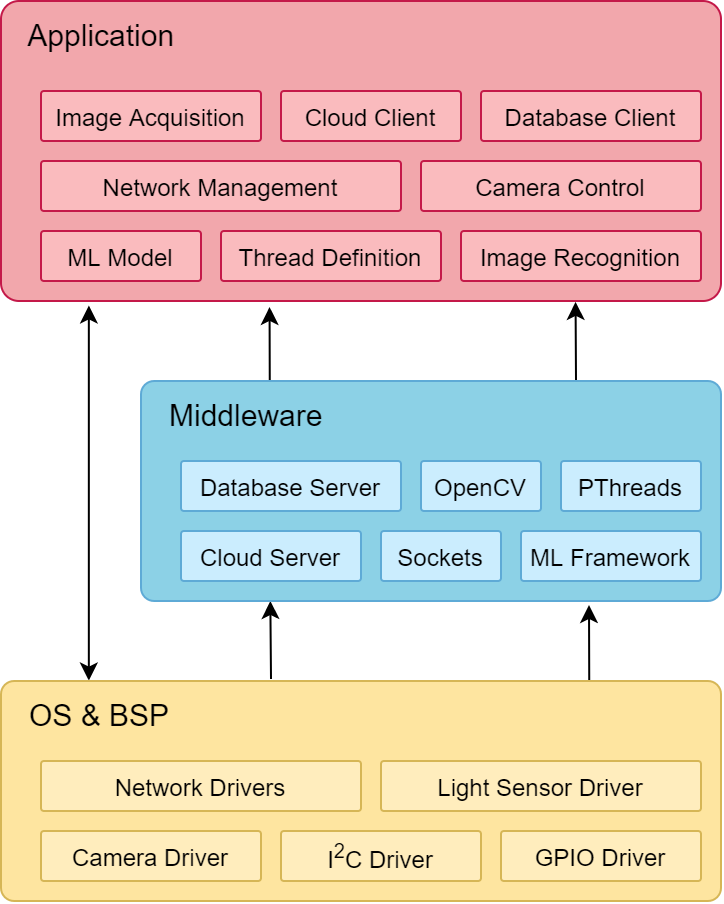 Application
Image Acquisition
Cloud Client
Database Client
Network Management
Camera Control
ML Model
Thread Definition
Image Recognition
Middleware
Database Server
OpenCV
PThreads
Cloud Server
Sockets
ML Framework
OS & BSP
Network Drivers
Light Sensor Driver
Camera Driver
I²C Driver
GPIO Driver